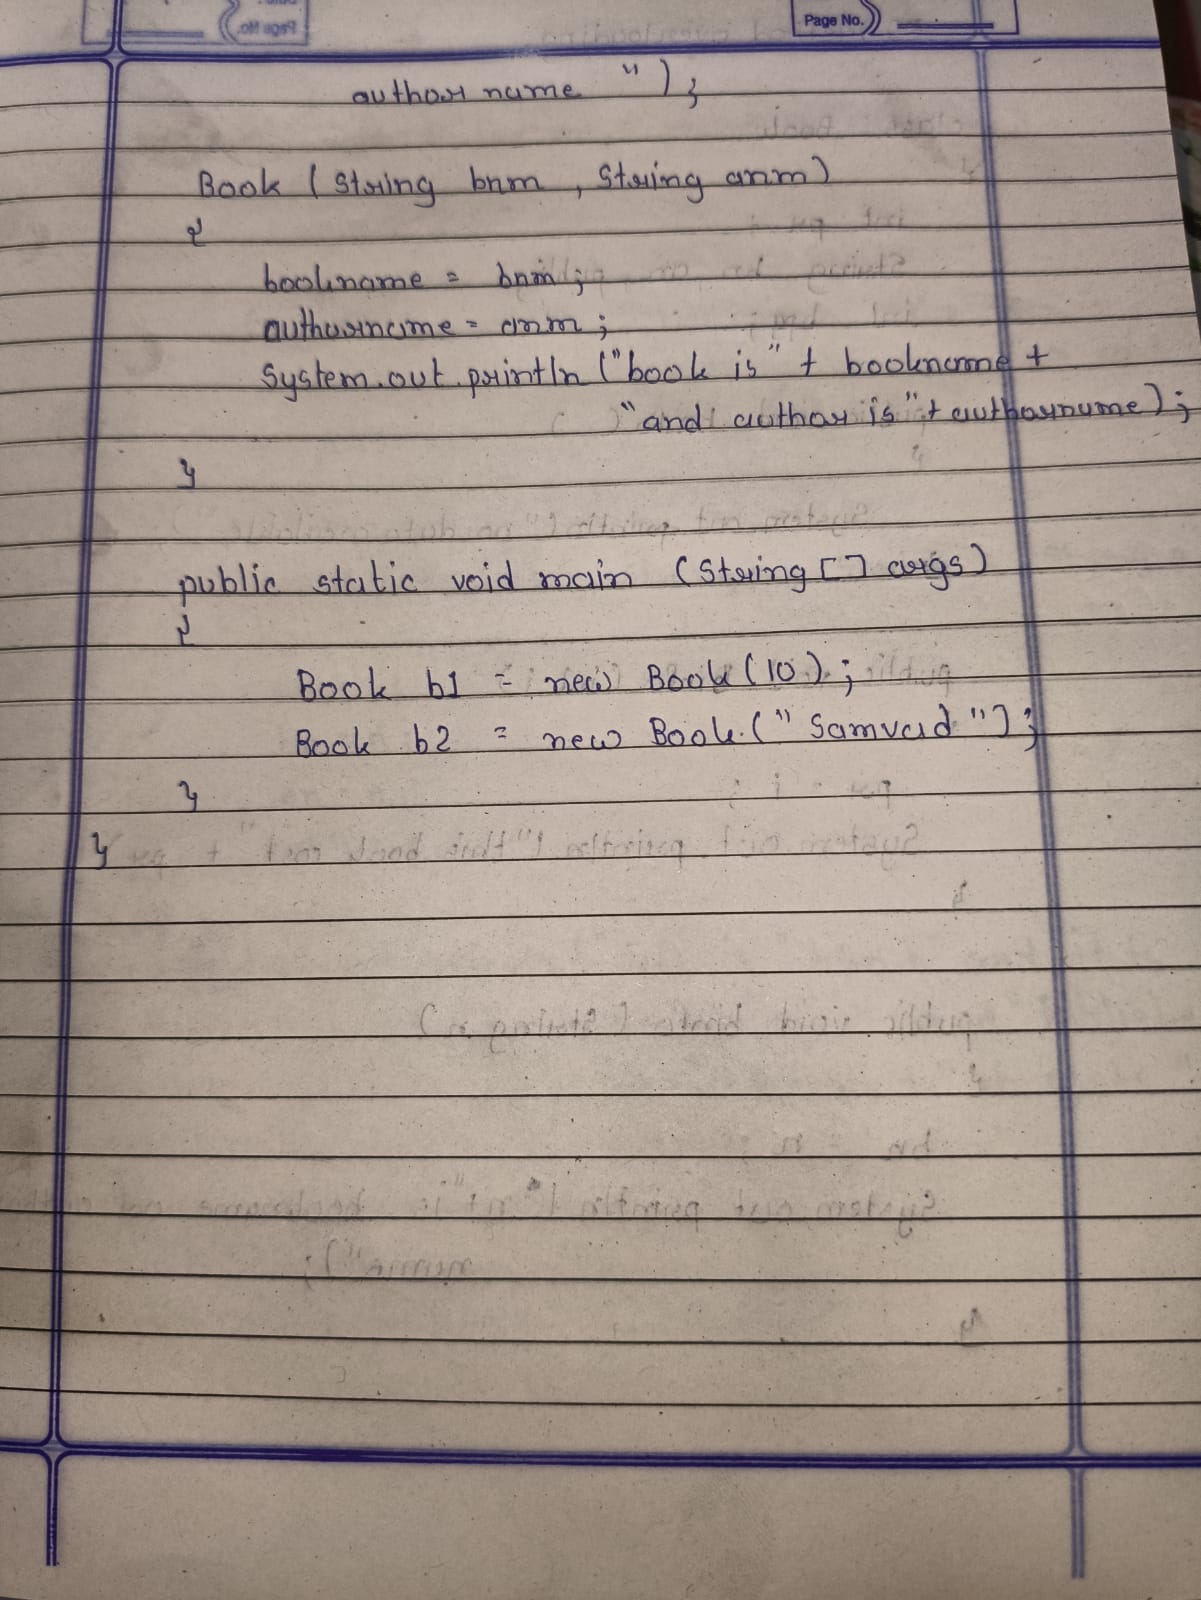 Page No.
author name ");
Book (String bnm, String anm)
{
bookname = bnm;
authorname = anm;
System.out.println ("book is" + bookname +
"and author is" + authorname);
}
public static void main (String [] args)
{
Book b1 = new Book (10);
Book b2 = new Book ("Samvad");
}
}